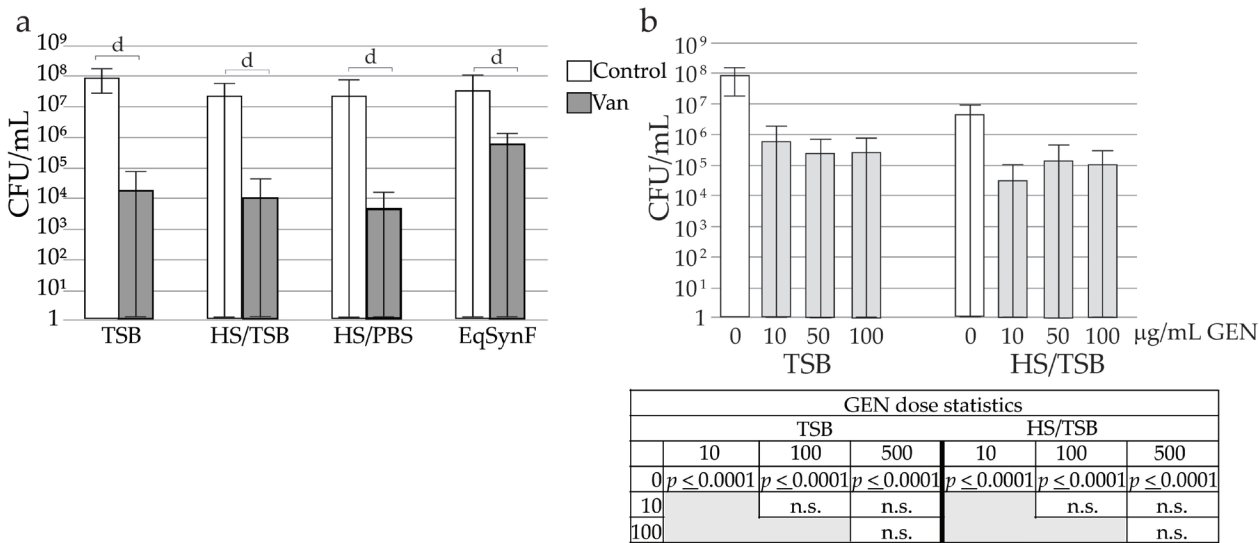 a
CFU/mL
10⁹
10⁸
10⁷
10⁶
10⁵
10⁴
10³
10²
10¹
1
d d d d
TSB HS/TSB HS/PBS EqSynF
Control
Van
b
CFU/mL
10⁹
10⁸
10⁷
10⁶
10⁵
10⁴
10³
10²
10¹
1
0 10 50 100 0 10 50 100 µg/mL GEN
TSB HS/TSB
GEN dose statistics
TSB HS/TSB
10 100 500 10 100 500
0 p ≤0.0001 p ≤0.0001 p ≤0.0001 p ≤0.0001 p ≤0.0001 p ≤0.0001
10 n.s. n.s. n.s. n.s.
100 n.s. n.s.